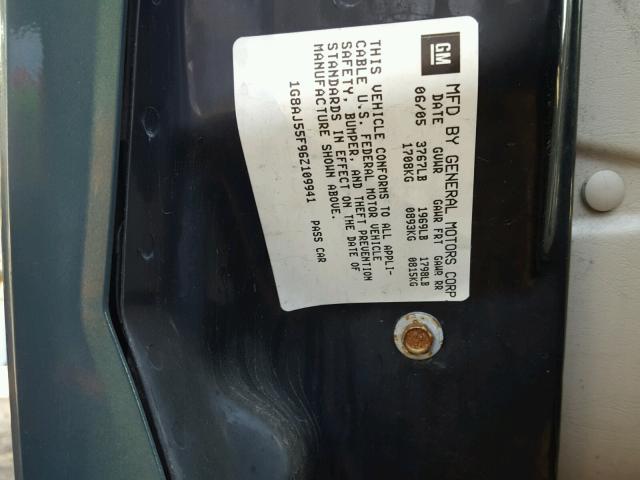 GM
MFD BY GENERAL MOTORS CORP
DATE GVWR GAWR FRT GAWR RR
06/05 3767LB 1969LB 1798LB
1708KG 0893KG 0815KG
THIS VEHICLE CONFORMS TO ALL APPLI-
CABLE U.S. FEDERAL MOTOR VEHICLE
SAFETY, BUMPER, AND THEFT PREVENTION
STANDARDS IN EFFECT ON THE DATE OF
MANUFACTURE SHOWN ABOVE.
1G8AJ55F96Z109941 PASS CAR